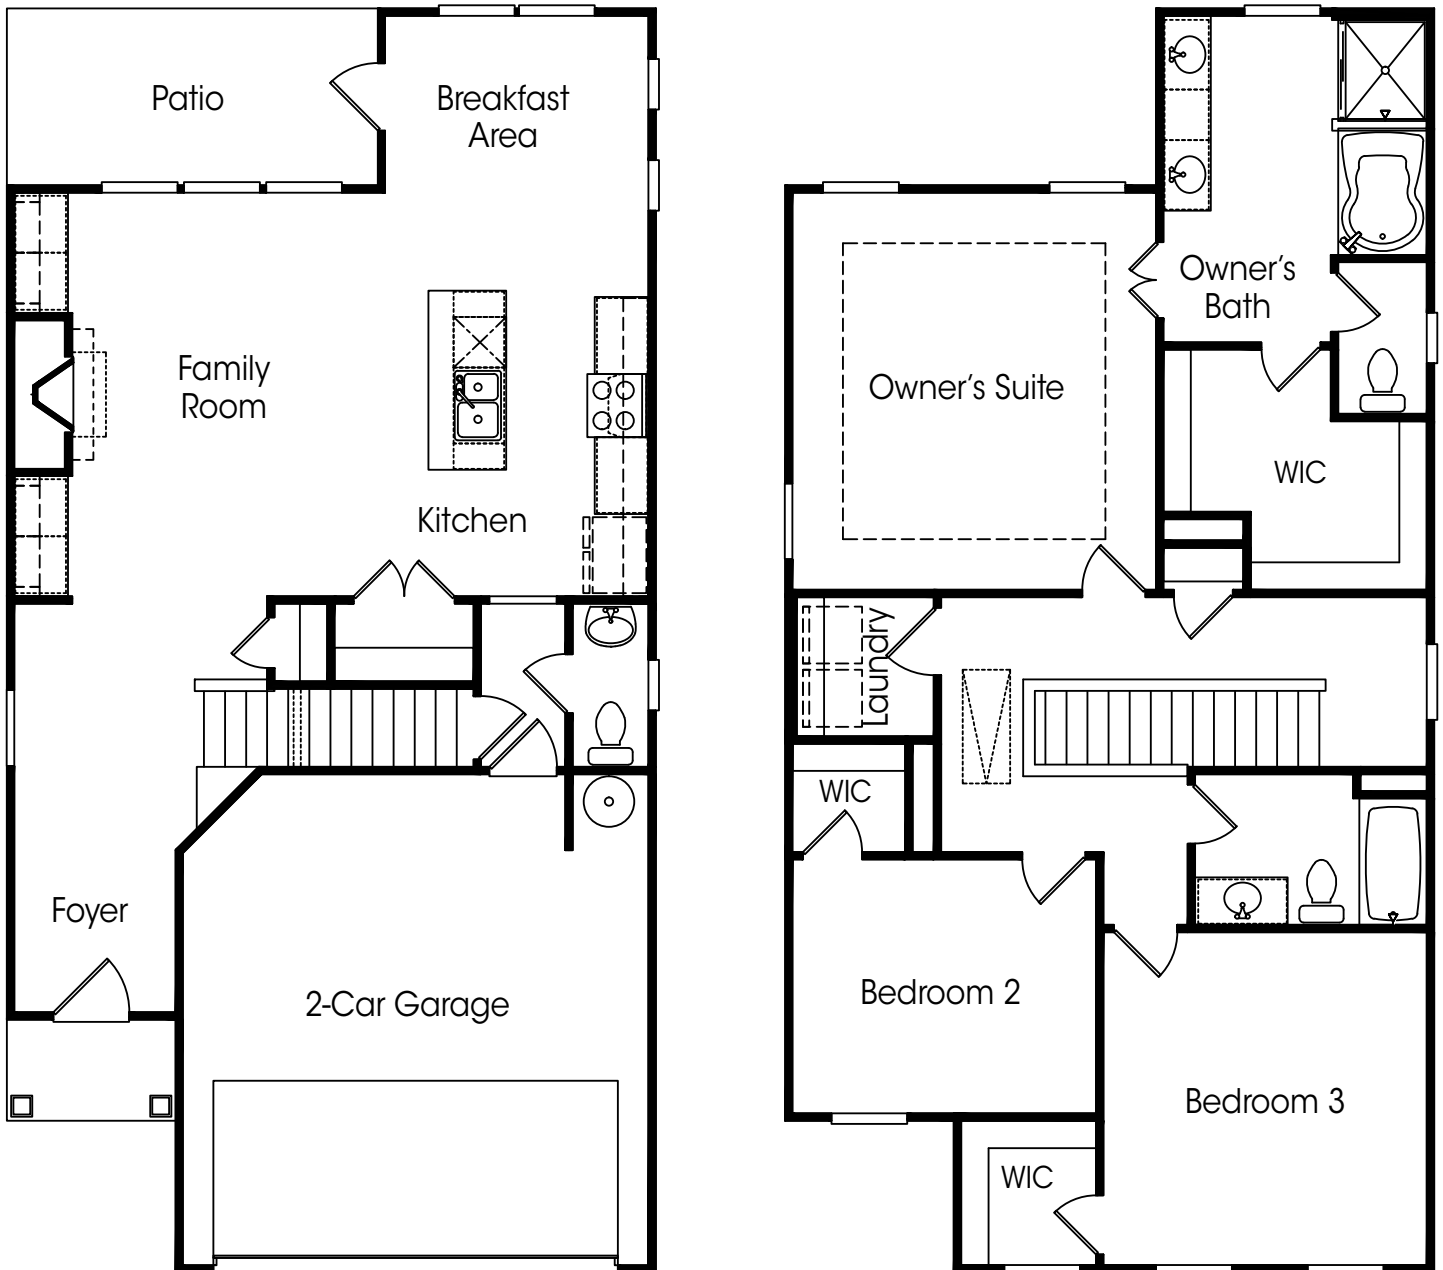 Patio
Breakfast
Area
Family
Room
Kitchen
Foyer
2-Car Garage
Owner's
Bath
Owner's Suite
WIC
Laundry
WIC
Bedroom 2
Bedroom 3
WIC